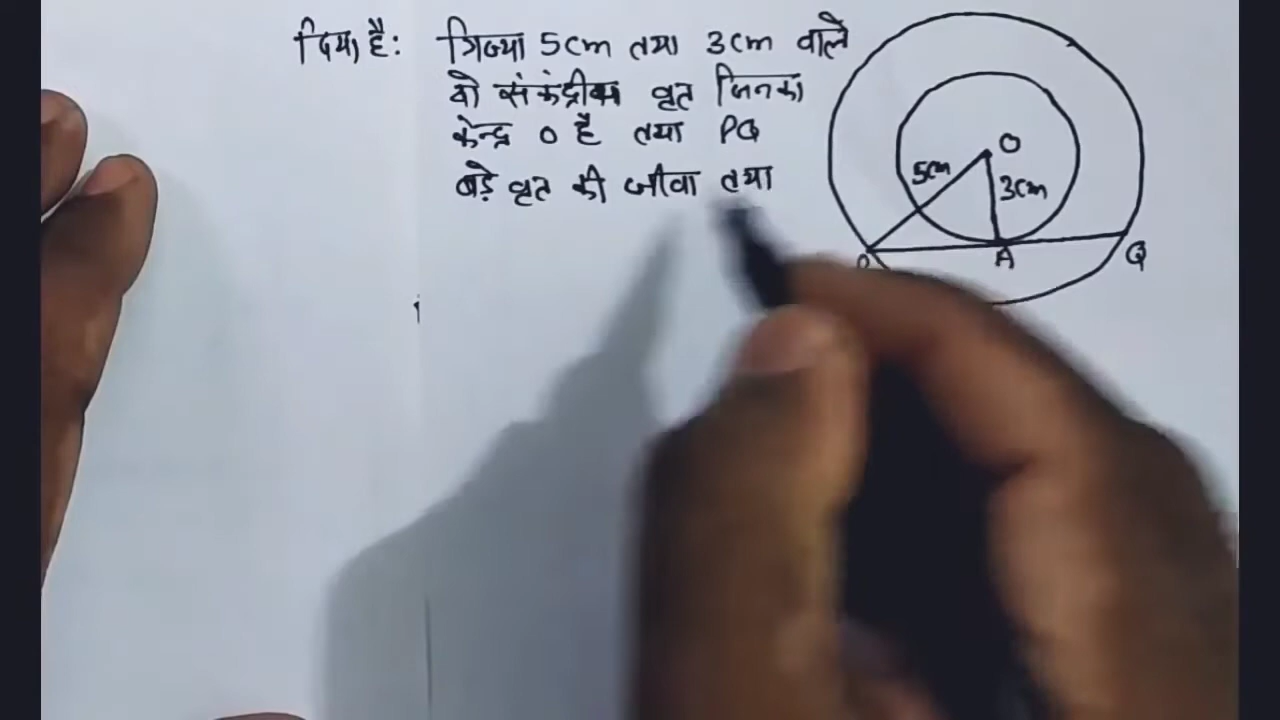 दिया है: त्रिज्या 5cm तथा 3cm वाले
दो संकेंद्रीय वृत जिनका
केन्द्र O है तथा PQ
बड़े वृत की जीवा तथा
O
5cm
3cm
A
Q